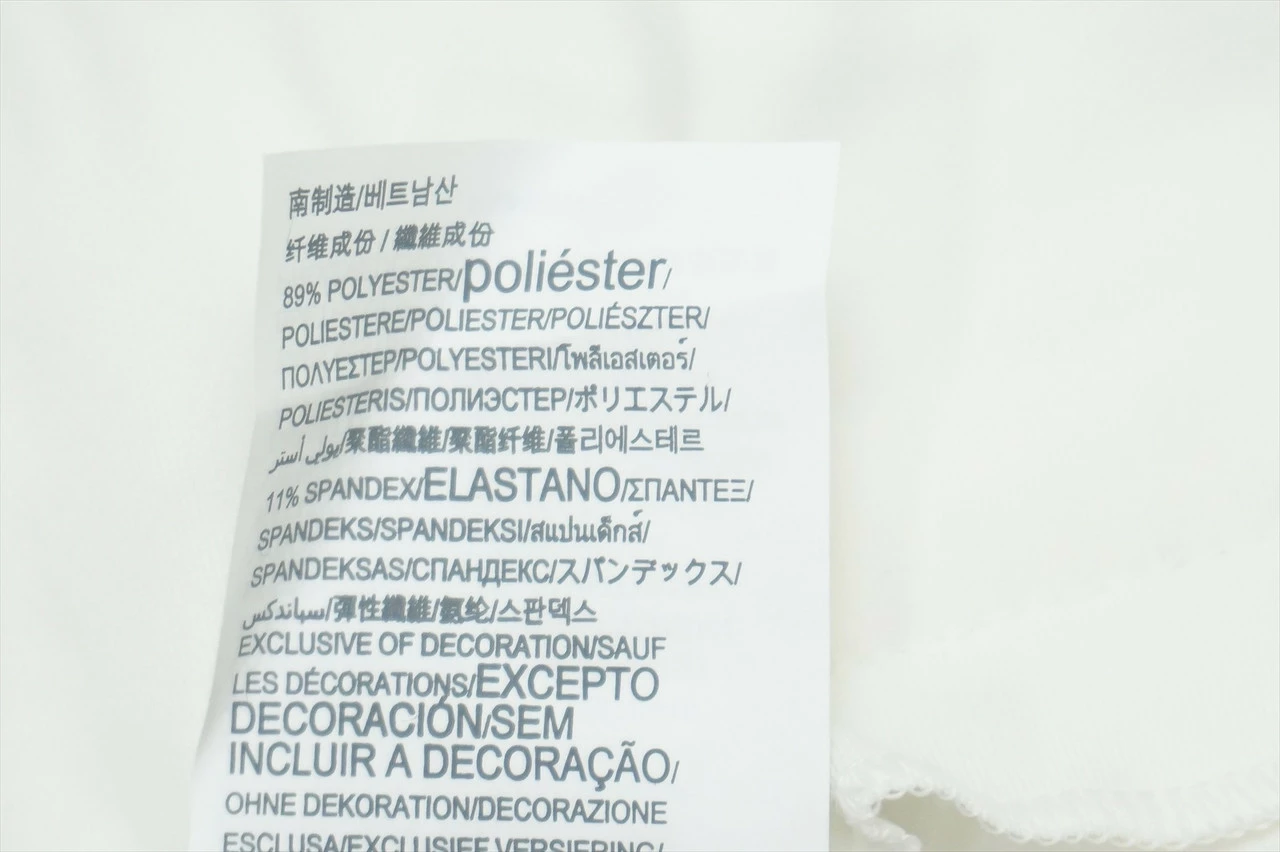 南制造/베트남산
纤维成份 / 纖維成份
89% POLYESTER/poliéster/
POLIESTERE/POLIESTER/POLIÉSZTER/
ΠΟΛΥΕΣΤΕΡ/POLYESTERI/โพลีเอสเตอร์/
POLIESTERIS/ПОЛИЭСТЕР/ポリエステル/
بولي أستر/聚酯纖維/聚酯纤维/폴리에스테르
11% SPANDEX/ELASTANO/ΣΠΑΝΤΕΞ/
SPANDEKS/SPANDEKSI/สแปนเด็กส์/
SPANDEKSAS/СПАНДЕКС/スパンデックス/
سباندكس/彈性纖維/氨纶/스판덱스
EXCLUSIVE OF DECORATION/SAUF
LES DÉCORATIONS/EXCEPTO
DECORACIÓN/SEM
INCLUIR A DECORAÇÃO/
OHNE DEKORATION/DECORAZIONE
ESCLUSA/EXCLUSIEF VERSIERING/